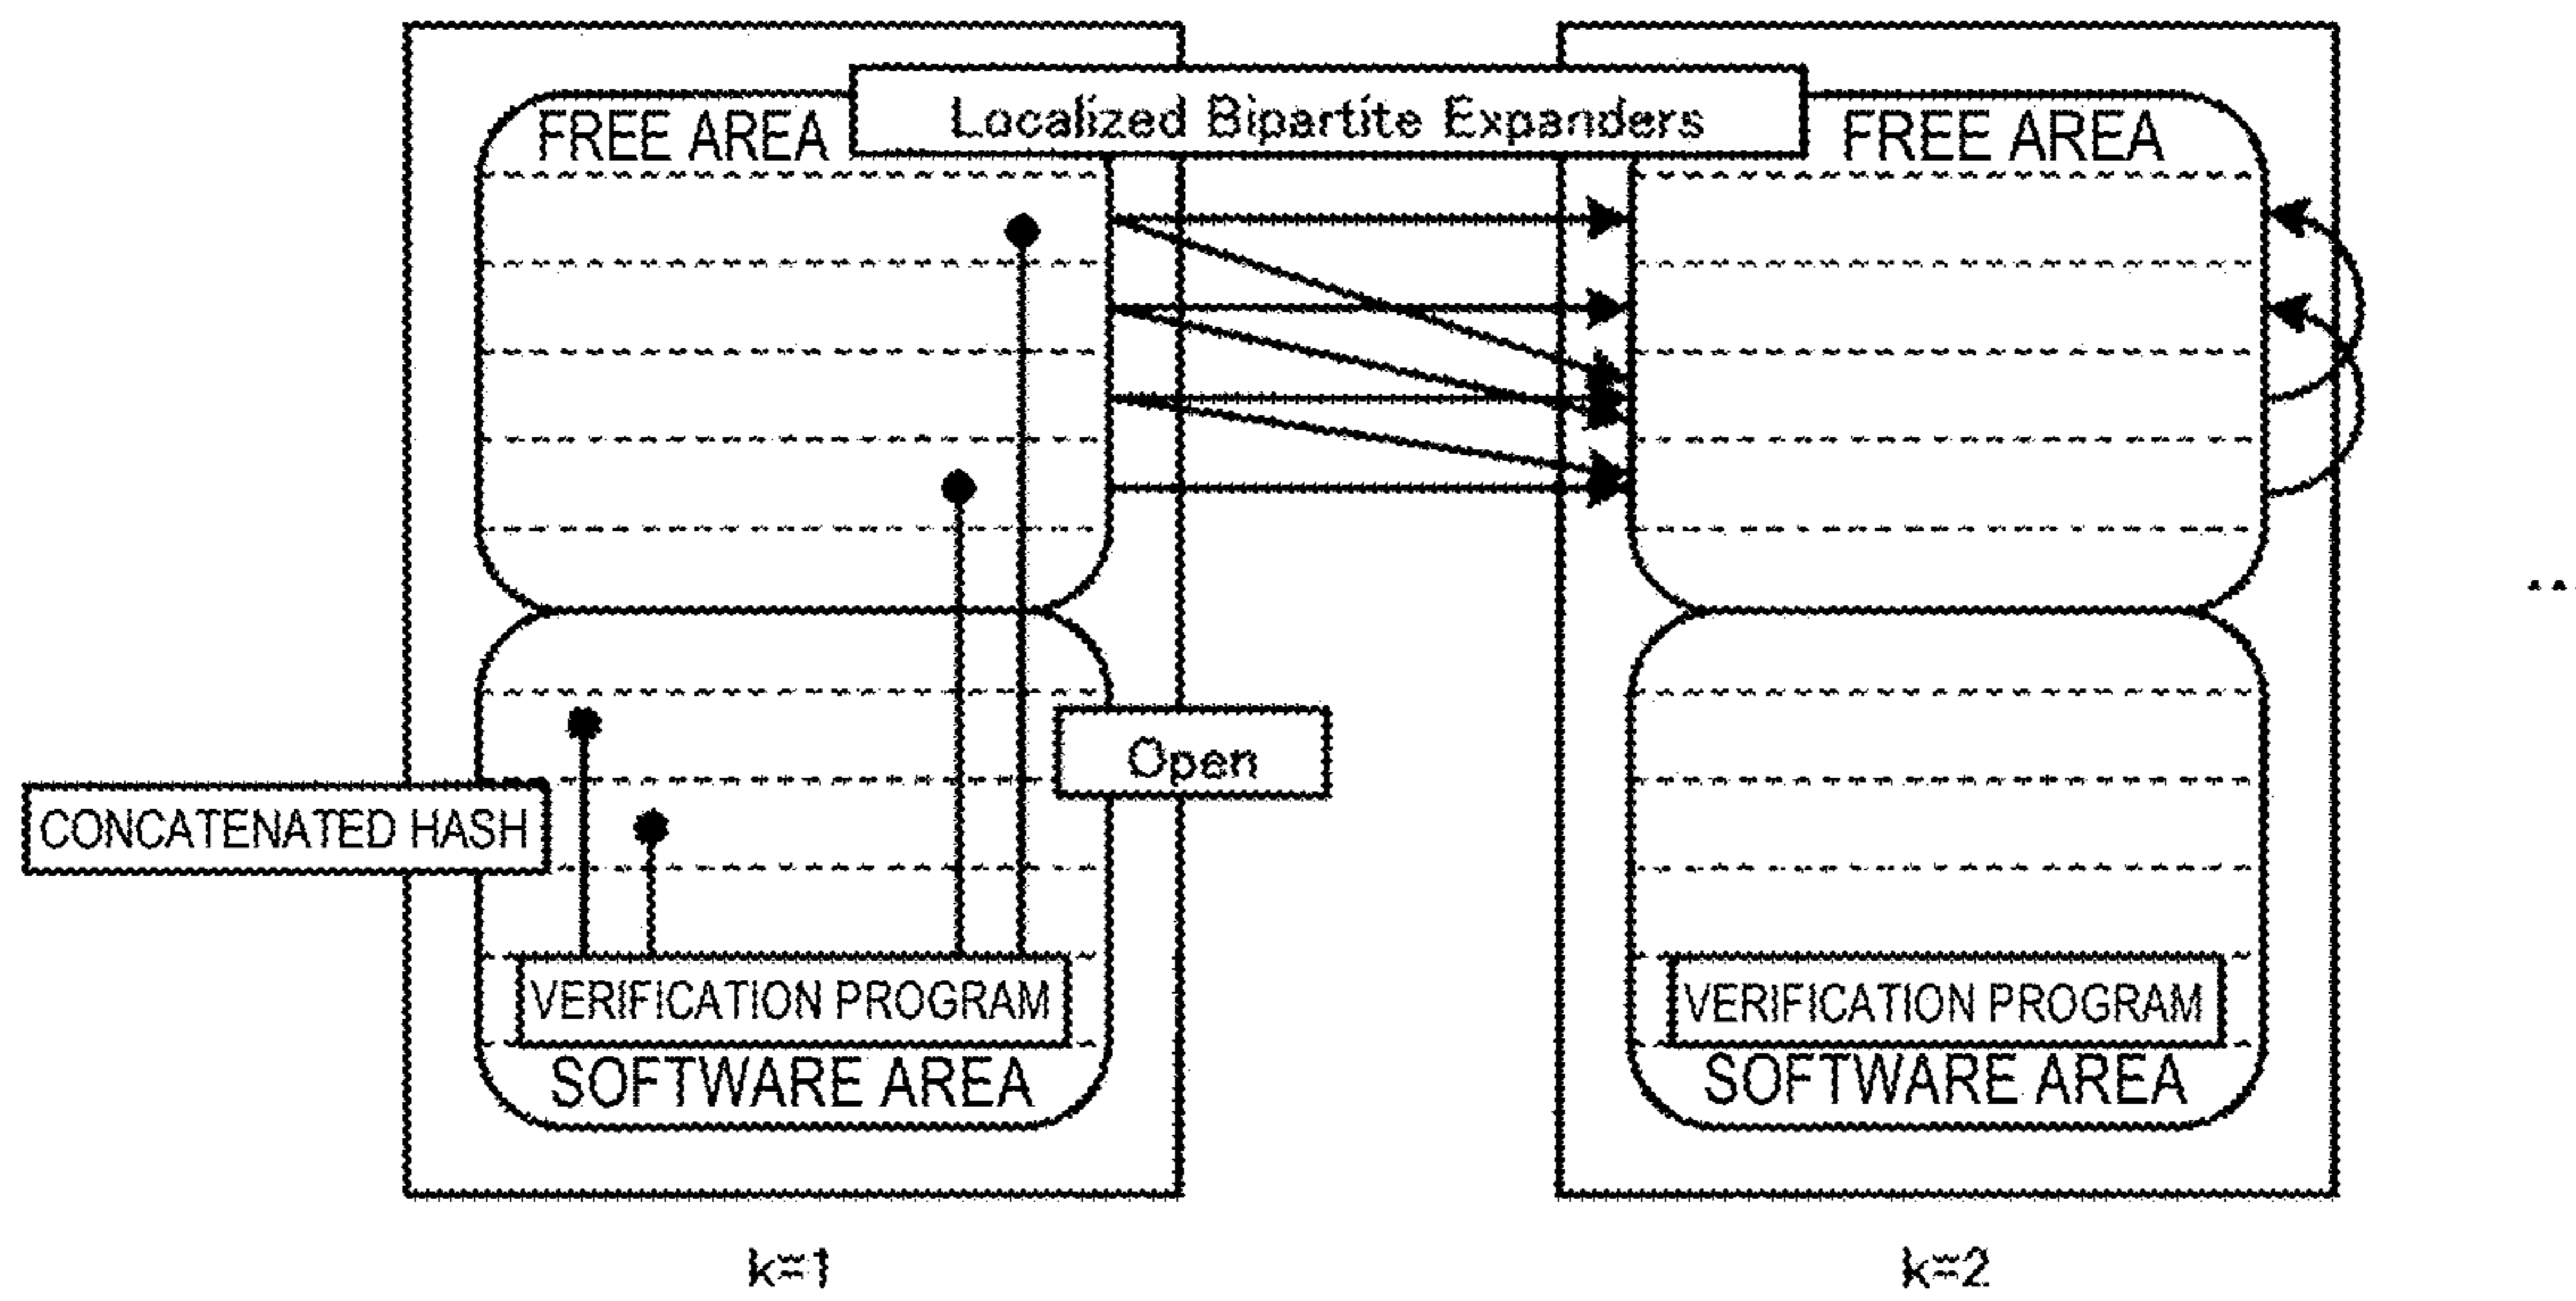 Localized Bipartite Expanders
FREE AREA
FREE AREA
...
Open
CONCATENATED HASH
VERIFICATION PROGRAM
VERIFICATION PROGRAM
SOFTWARE AREA
SOFTWARE AREA
k=1
k=2